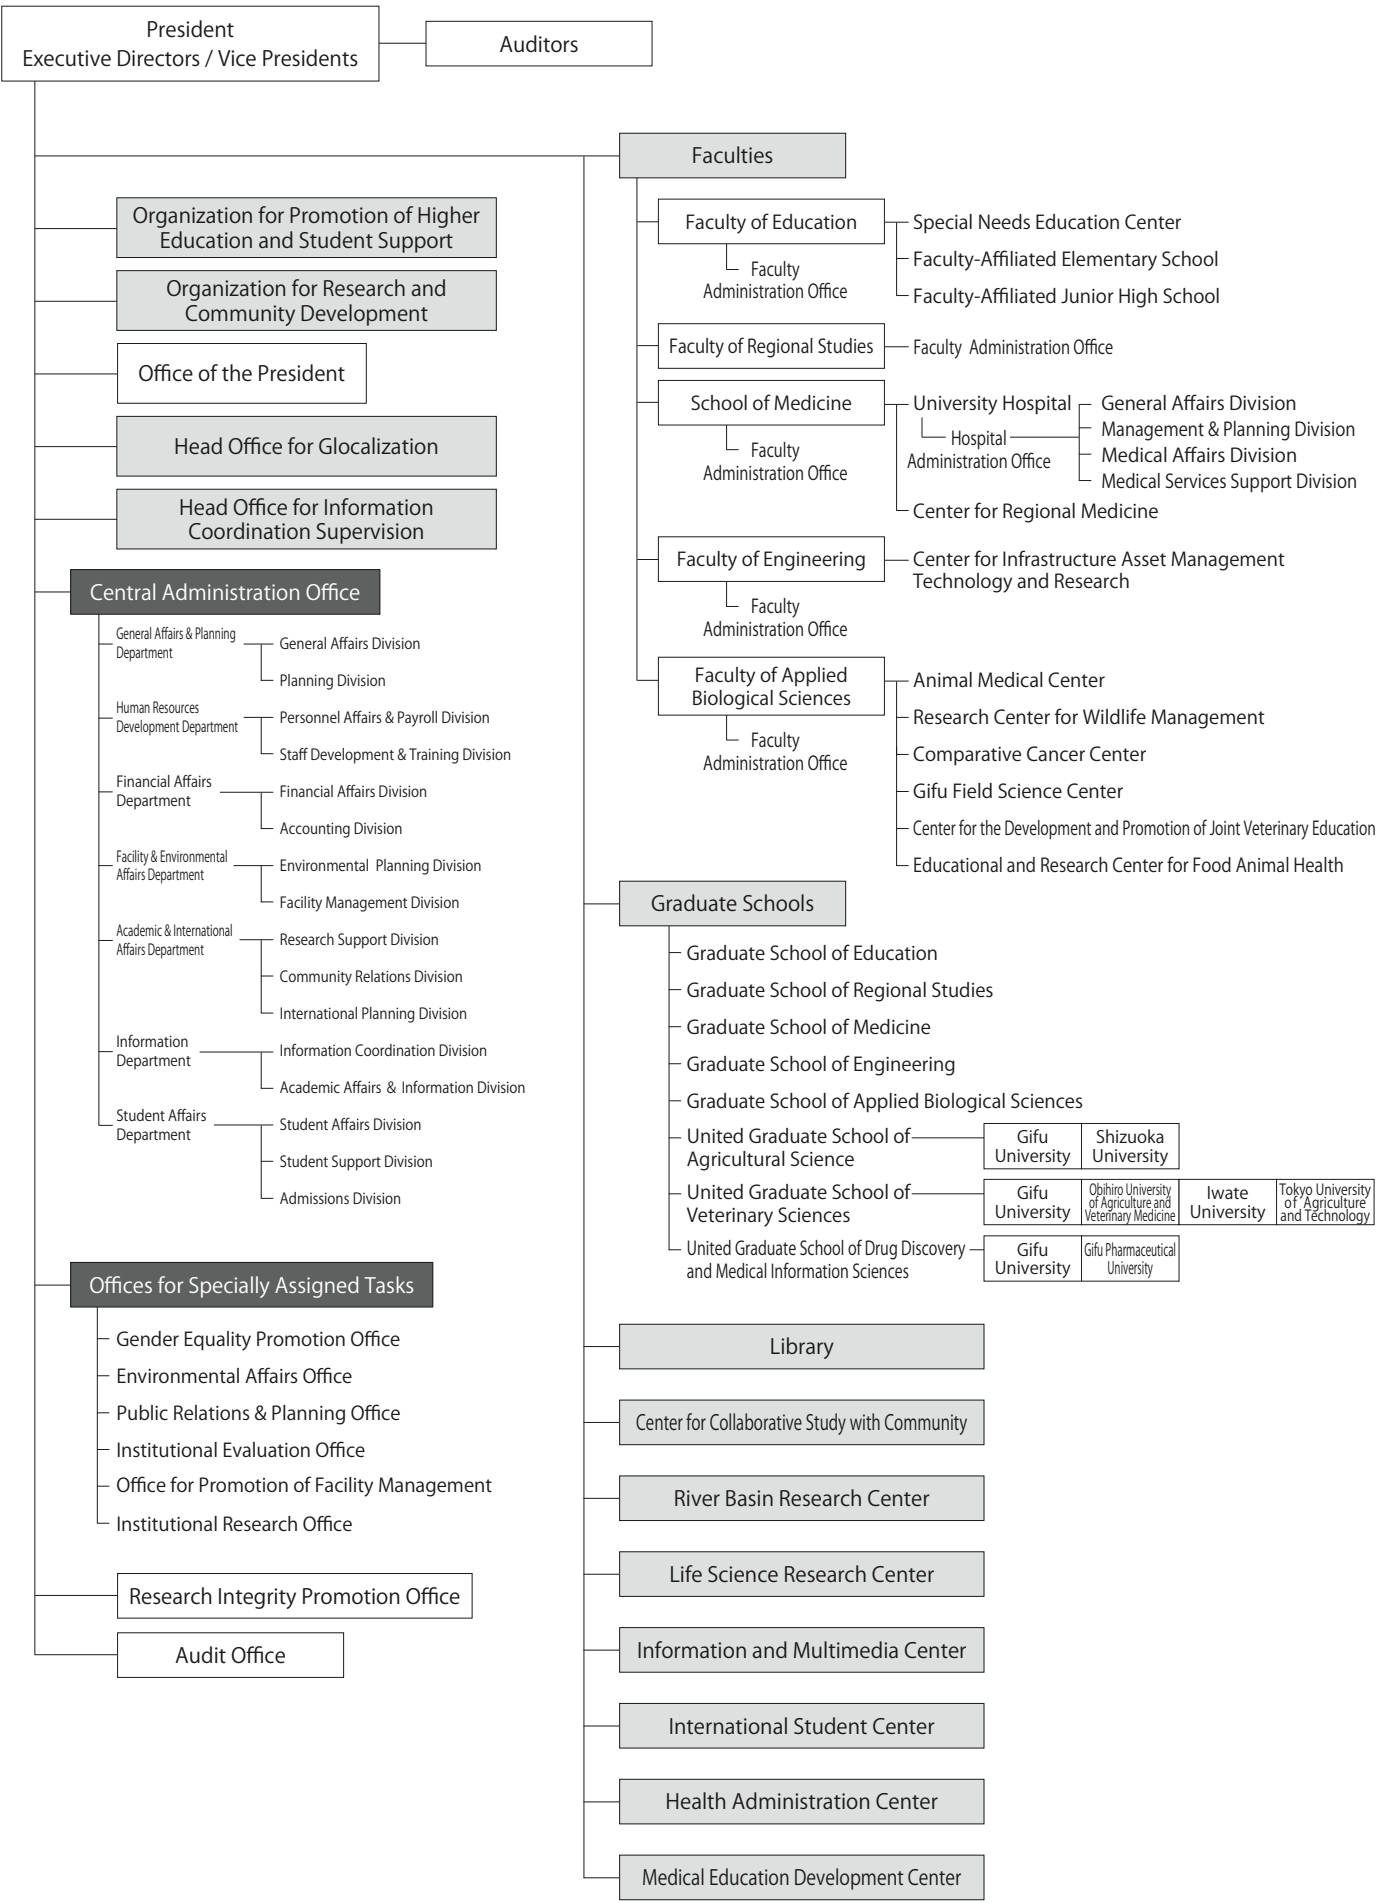 President
Executive Directors / Vice Presidents
Auditors
Organization for Promotion of Higher
Education and Student Support
Organization for Research and
Community Development
Office of the President
Head Office for Glocalization
Head Office for Information
Coordination Supervision
Central Administration Office
General Affairs & Planning
Department
General Affairs Division
Planning Division
Human Resources
Development Department
Personnel Affairs & Payroll Division
Staff Development & Training Division
Financial Affairs
Department
Financial Affairs Division
Accounting Division
Facility & Environmental
Affairs Department
Environmental Planning Division
Facility Management Division
Academic & International
Affairs Department
Research Support Division
Community Relations Division
International Planning Division
Information
Department
Information Coordination Division
Academic Affairs & Information Division
Student Affairs
Department
Student Affairs Division
Student Support Division
Admissions Division
Offices for Specially Assigned Tasks
Gender Equality Promotion Office
Environmental Affairs Office
Public Relations & Planning Office
Institutional Evaluation Office
Office for Promotion of Facility Management
Institutional Research Office
Research Integrity Promotion Office
Audit Office
Faculties
Faculty of Education
Faculty
Administration Office
Special Needs Education Center
Faculty-Affiliated Elementary School
Faculty-Affiliated Junior High School
Faculty of Regional Studies
Faculty Administration Office
School of Medicine
Faculty
Administration Office
University Hospital
Hospital
Administration Office
General Affairs Division
Management & Planning Division
Medical Affairs Division
Medical Services Support Division
Center for Regional Medicine
Faculty of Engineering
Faculty
Administration Office
Center for Infrastructure Asset Management
Technology and Research
Faculty of Applied
Biological Sciences
Faculty
Administration Office
Animal Medical Center
Research Center for Wildlife Management
Comparative Cancer Center
Gifu Field Science Center
Center for the Development and Promotion of Joint Veterinary Education
Educational and Research Center for Food Animal Health
Graduate Schools
Graduate School of Education
Graduate School of Regional Studies
Graduate School of Medicine
Graduate School of Engineering
Graduate School of Applied Biological Sciences
United Graduate School of
Agricultural Science
Gifu
University
Shizuoka
University
United Graduate School of
Veterinary Sciences
Gifu
University
Obihiro University
of Agriculture and
Veterinary Medicine
Iwate
University
Tokyo University
of Agriculture
and Technology
United Graduate School of Drug Discovery
and Medical Information Sciences
Gifu
University
Gifu Pharmaceutical
University
Library
Center for Collaborative Study with Community
River Basin Research Center
Life Science Research Center
Information and Multimedia Center
International Student Center
Health Administration Center
Medical Education Development Center